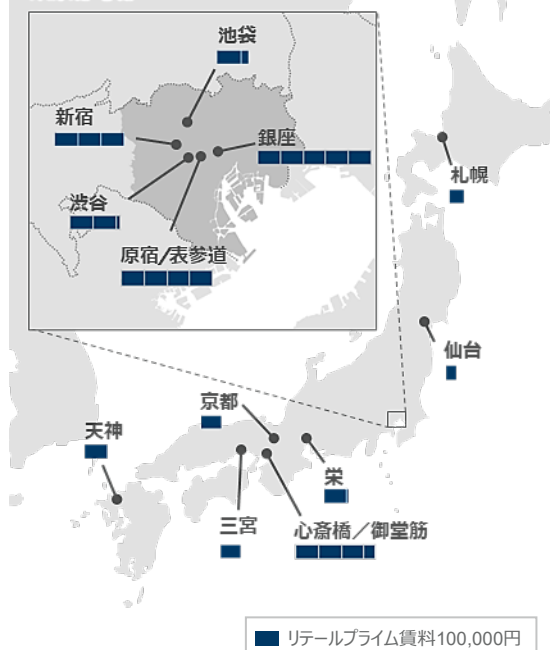 池袋
新宿
銀座
渋谷
原宿/表参道
札幌
仙台
京都
天神
栄
三宮
心斎橋／御堂筋
リテールプライム賃料100,000円